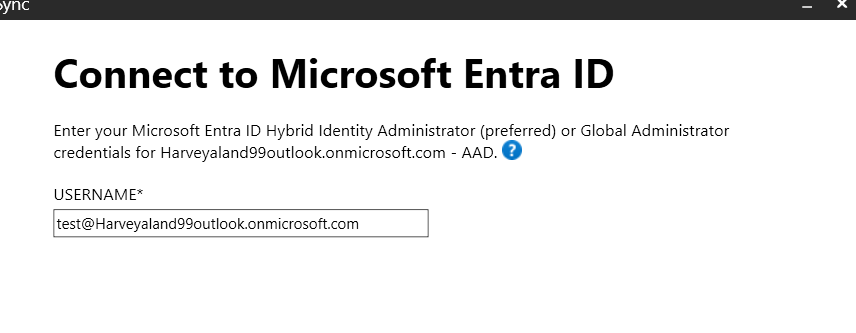 Sync
Connect to Microsoft Entra ID
Enter your Microsoft Entra ID Hybrid Identity Administrator (preferred) or Global Administrator
credentials for Harveyaland99outlook.onmicrosoft.com - AAD. ?
USERNAME*
test@Harveyaland99outlook.onmicrosoft.com